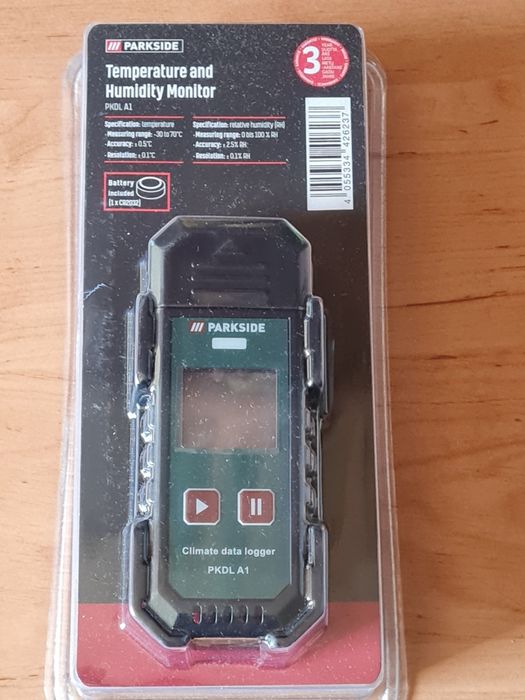 PARKSIDE
Temperature and
Humidity Monitor
PKDL A1
Specification: temperature
· Measuring range: -30 to 70°C
· Accuracy: ± 0.5°C
· Resolution: ± 0.1°C
Specification: relative humidity (RH)
· Measuring range: 0 bis 100 % RH
· Accuracy: ± 2.5% RH
· Resolution: ± 0.1% RH
Battery
included
(1 x CR2032)
3
YEAR
4 055334 426237
PARKSIDE
Climate data logger
PKDL A1